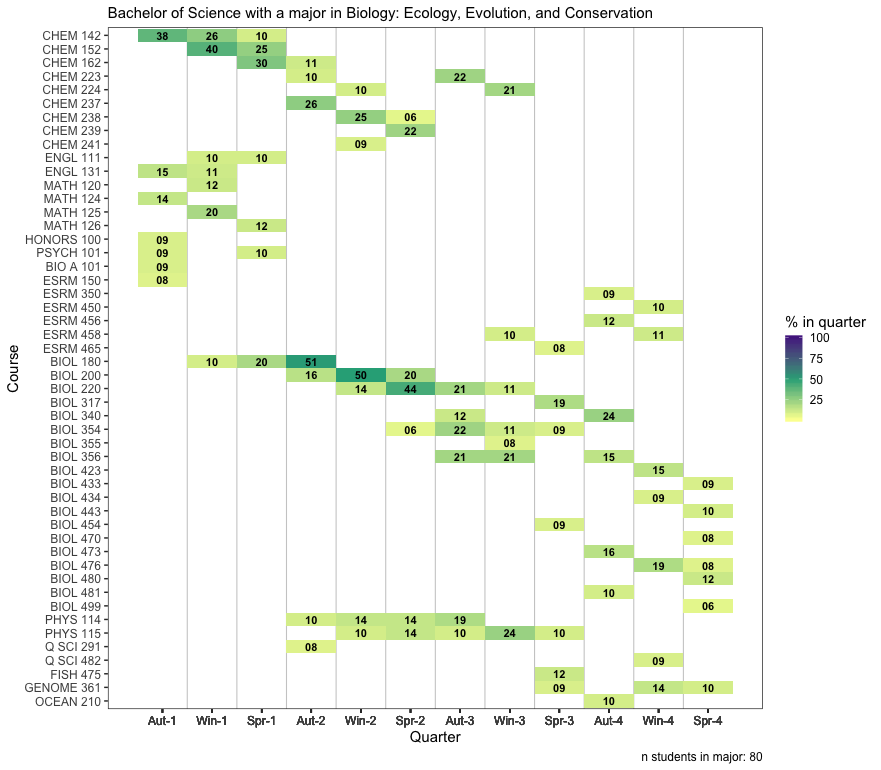 Bachelor of Science with a major in Biology: Ecology, Evolution, and Conservation
CHEM 142 38 26 10
CHEM 152 40 25
CHEM 162 30 11
CHEM 223 10 22
CHEM 224 10 21
CHEM 237 26
CHEM 238 25 06
CHEM 239 22
CHEM 241 09
ENGL 111 10 10
ENGL 131 15 11
MATH 120 12
MATH 124 14
MATH 125 20
MATH 126 12
HONORS 100 09
PSYCH 101 09 10
BIO A 101 09
ESRM 150 08
ESRM 350 09
ESRM 450 10
ESRM 456 12
ESRM 458 10 11
ESRM 465 08
BIOL 180 10 20 51
BIOL 200 16 50 20
BIOL 220 14 44 21 11
BIOL 317 19
BIOL 340 12 24
BIOL 354 06 22 11 09
BIOL 355 08
BIOL 356 21 21 15
BIOL 423 15
BIOL 433 09
BIOL 434 09
BIOL 443 10
BIOL 454 09
BIOL 470 08
BIOL 473 16
BIOL 476 19 08
BIOL 480 12
BIOL 481 10
BIOL 499 06
PHYS 114 10 14 14 19
PHYS 115 10 14 10 24 10
Q SCI 291 08
Q SCI 482 09
FISH 475 12
GENOME 361 09 14 10
OCEAN 210 10
Aut-1 Win-1 Spr-1 Aut-2 Win-2 Spr-2 Aut-3 Win-3 Spr-3 Aut-4 Win-4 Spr-4
Quarter
Course
% in quarter
100
75
50
25
n students in major: 80